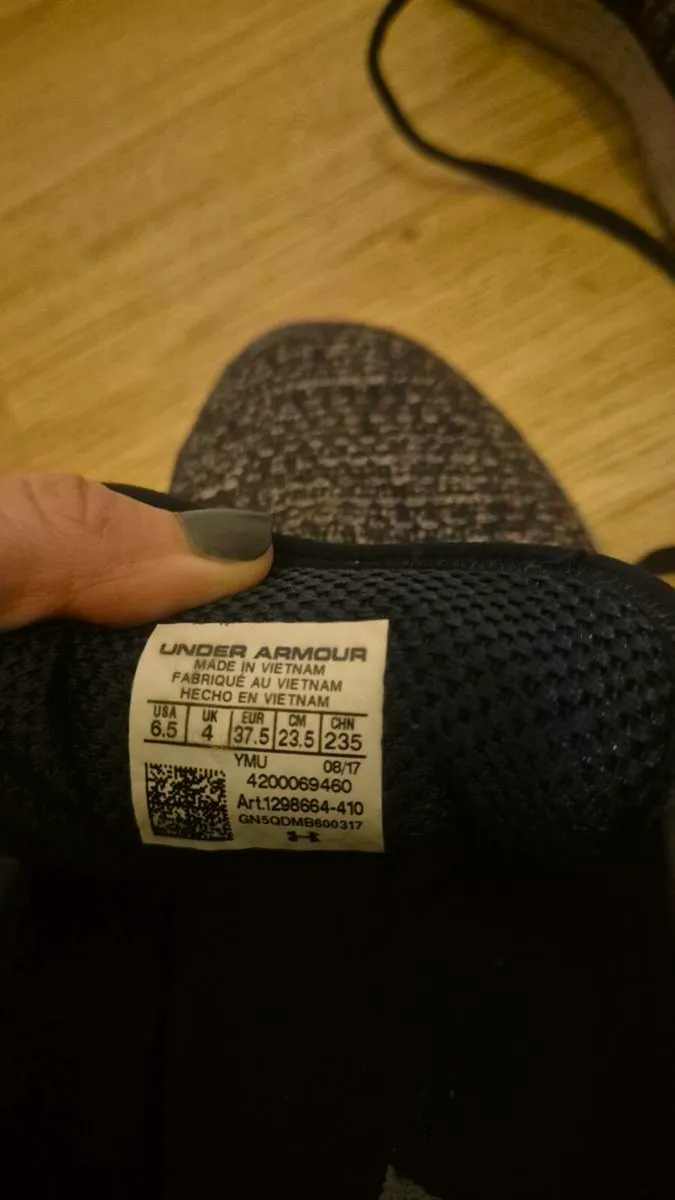 UNDER ARMOUR
MADE IN VIETNAM
FABRIQUÉ AU VIETNAM
HECHO EN VIETNAM
USA UK EUR CM CHN
6.5 4 37.5 23.5 235
YMU 08/17
4200069460
Art.1298664-410
GN5QDMB600317